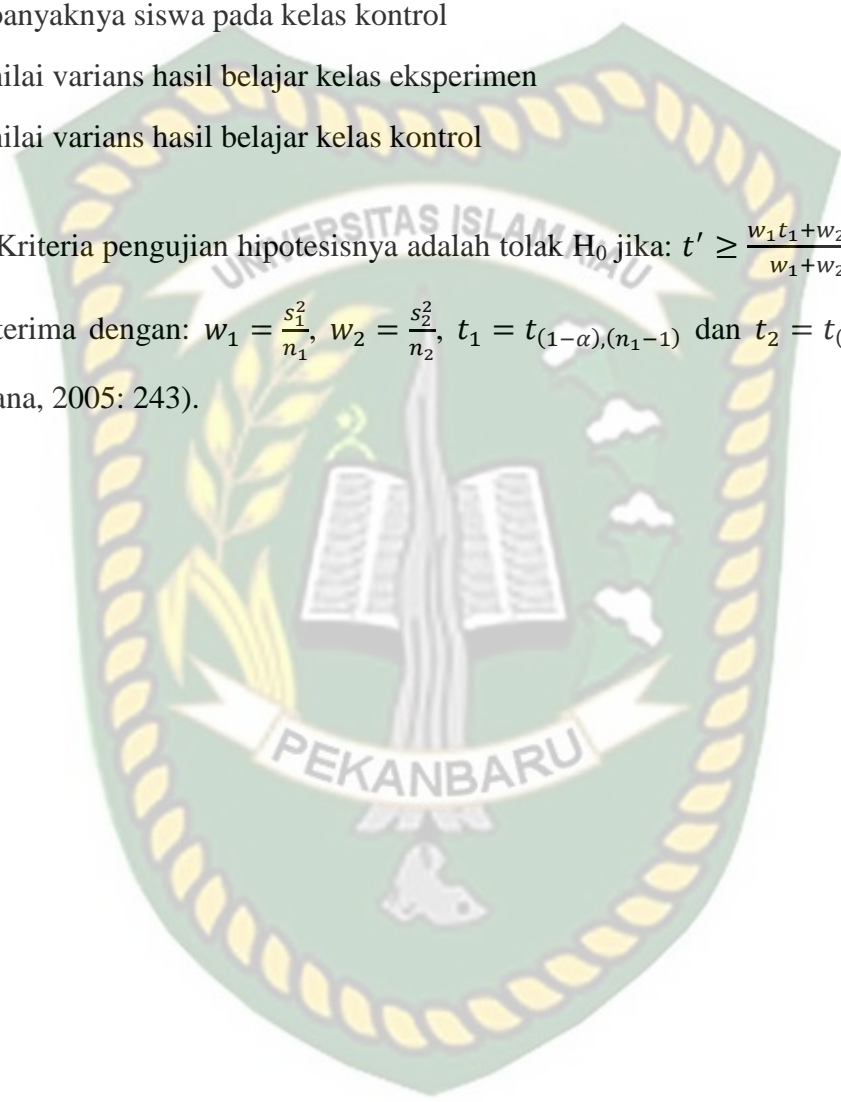 banyaknya siswa pada kelas kontrol
nilai varians hasil belajar kelas eksperimen
nilai varians hasil belajar kelas kontrol
UNIVERSITAS ISLAM RIAU
Kriteria pengujian hipotesisnya adalah tolak H₀ jika: t′ ≥ (w₁t₁+w₂)/(w₁+w₂)
terima dengan: w₁ = s₁²/n₁, w₂ = s₂²/n₂, t₁ = t₍₁₋α₎,₍ₙ₁₋₁₎ dan t₂ = t₍
ana, 2005: 243).
PEKANBARU